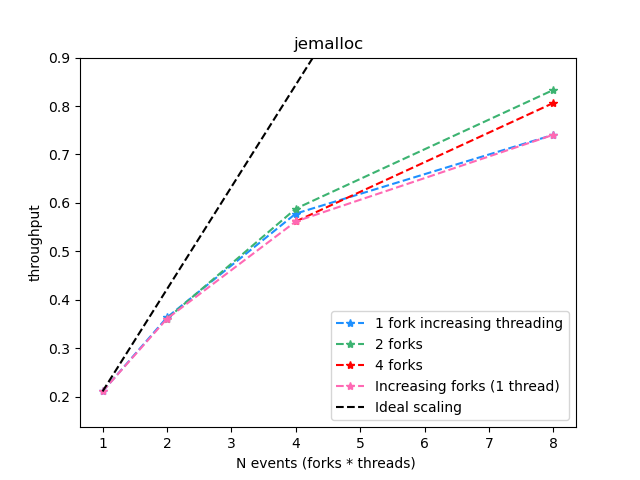 jemalloc
0.9
0.8
0.7
0.6
0.5
0.4
0.3
0.2
throughput
1 fork increasing threading
2 forks
4 forks
Increasing forks (1 thread)
Ideal scaling
1 2 3 4 5 6 7 8
N events (forks * threads)